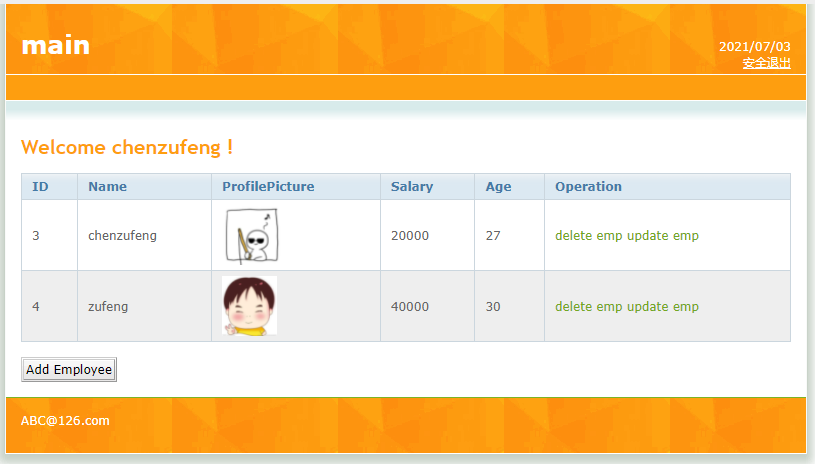 main
2021/07/03
安全退出
Welcome chenzufeng !
ID Name ProfilePicture Salary Age Operation
3 chenzufeng 20000 27 delete emp update emp
4 zufeng 40000 30 delete emp update emp
Add Employee
ABC@126.com